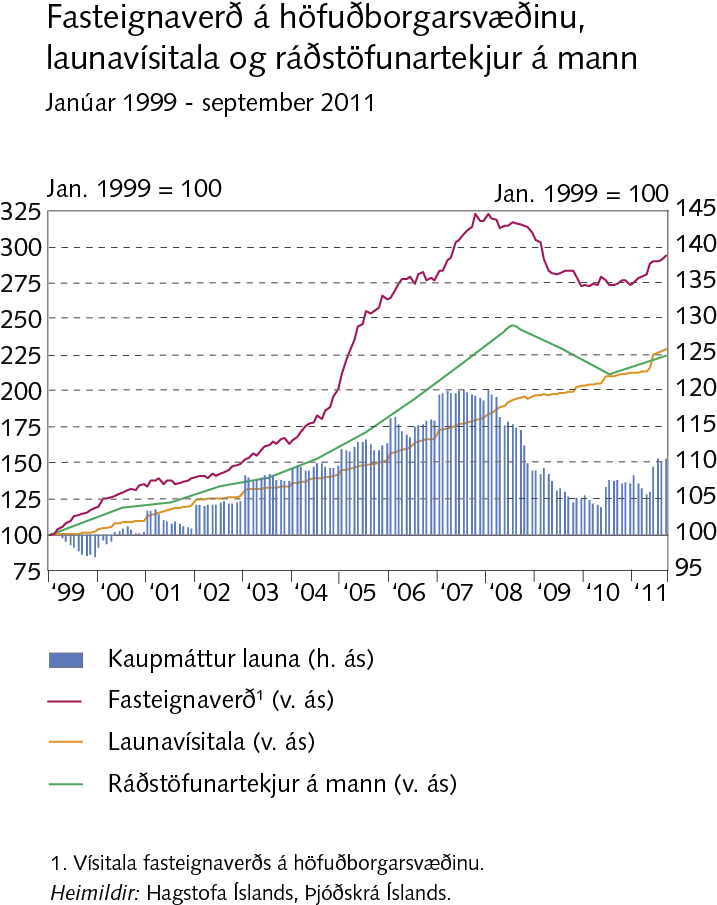 Fasteignaverð á höfuðborgarsvæðinu,
launavísitala og ráðstöfunartekjur á mann
Janúar 1999 - september 2011
Jan. 1999 = 100
Jan. 1999 = 100
325
300
275
250
225
200
175
150
125
100
75
145
140
135
130
125
120
115
110
105
100
95
‘99 ‘00 ‘01 ‘02 ‘03 ‘04 ‘05 ‘06 ‘07 ‘08 ‘09 ‘10 ‘11
Kaupmáttur launa (h. ás)
Fasteignaverð¹ (v. ás)
Launavísitala (v. ás)
Ráðstöfunartekjur á mann (v. ás)
1. Vísitala fasteignaverðs á höfuðborgarsvæðinu.
Heimildir: Hagstofa Íslands, Þjóðskrá Íslands.